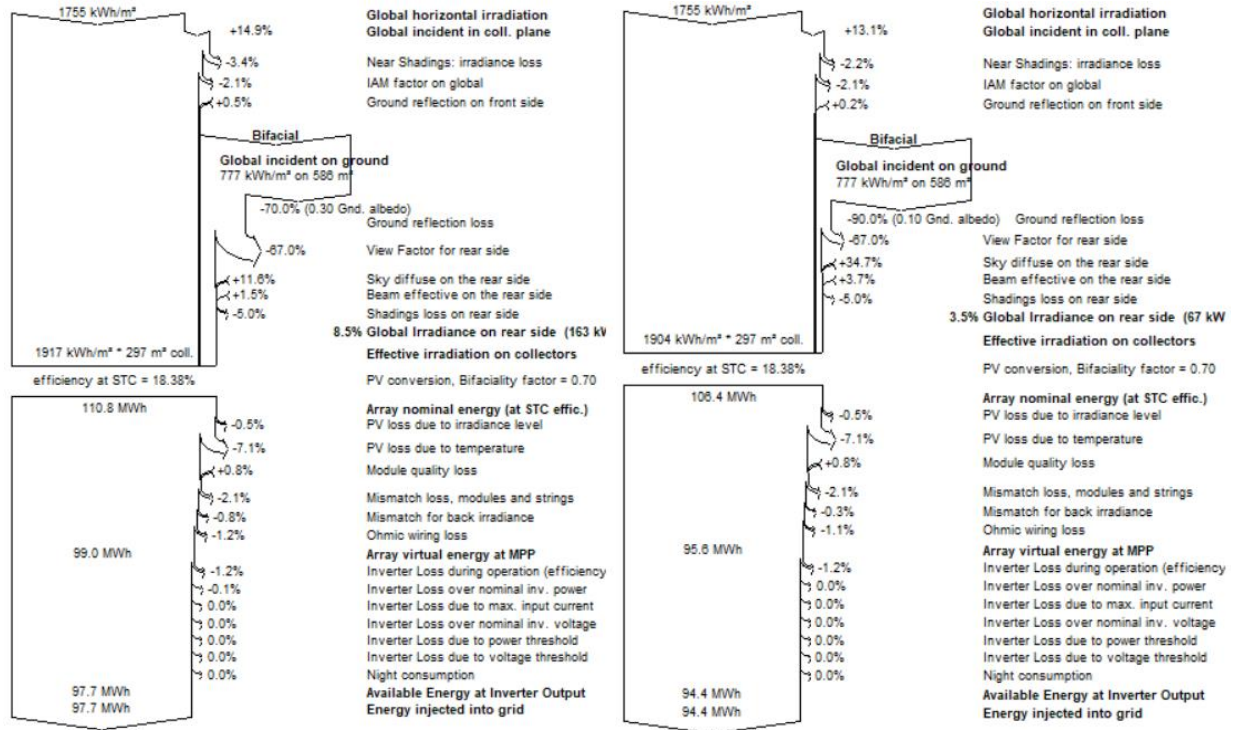 1755 kWh/m²
Global horizontal irradiation
+14.9% Global incident in coll. plane
-3.4% Near Shadings: irradiance loss
-2.1% IAM factor on global
+0.5% Ground reflection on front side
Bifacial
Global incident on ground
777 kWh/m² on 586 m²
-70.0% (0.30 Gnd. albedo)
Ground reflection loss
-67.0% View Factor for rear side
+11.6% Sky diffuse on the rear side
+1.5% Beam effective on the rear side
-5.0% Shadings loss on rear side
8.5% Global Irradiance on rear side (163 kW
1917 kWh/m² * 297 m² coll. Effective irradiation on collectors
efficiency at STC = 18.38% PV conversion, Bifaciality factor = 0.70
110.8 MWh Array nominal energy (at STC effic.)
-0.5% PV loss due to irradiance level
-7.1% PV loss due to temperature
+0.8% Module quality loss
-2.1% Mismatch loss, modules and strings
-0.8% Mismatch for back irradiance
-1.2% Ohmic wiring loss
99.0 MWh Array virtual energy at MPP
-1.2% Inverter Loss during operation (efficiency
-0.1% Inverter Loss over nominal inv. power
0.0% Inverter Loss due to max. input current
0.0% Inverter Loss over nominal inv. voltage
0.0% Inverter Loss due to power threshold
0.0% Inverter Loss due to voltage threshold
0.0% Night consumption
97.7 MWh Available Energy at Inverter Output
97.7 MWh Energy injected into grid
1755 kWh/m²
Global horizontal irradiation
+13.1% Global incident in coll. plane
-2.2% Near Shadings: irradiance loss
-2.1% IAM factor on global
+0.2% Ground reflection on front side
Bifacial
Global incident on ground
777 kWh/m² on 586 m²
-90.0% (0.10 Gnd. albedo) Ground reflection loss
-67.0% View Factor for rear side
+34.7% Sky diffuse on the rear side
+3.7% Beam effective on the rear side
-5.0% Shadings loss on rear side
3.5% Global Irradiance on rear side (67 kW
1904 kWh/m² * 297 m² coll. Effective irradiation on collectors
efficiency at STC = 18.38% PV conversion, Bifaciality factor = 0.70
106.4 MWh Array nominal energy (at STC effic.)
-0.5% PV loss due to irradiance level
-7.1% PV loss due to temperature
+0.8% Module quality loss
-2.1% Mismatch loss, modules and strings
-0.3% Mismatch for back irradiance
-1.1% Ohmic wiring loss
95.6 MWh Array virtual energy at MPP
-1.2% Inverter Loss during operation (efficiency
0.0% Inverter Loss over nominal inv. power
0.0% Inverter Loss due to max. input current
0.0% Inverter Loss over nominal inv. voltage
0.0% Inverter Loss due to power threshold
0.0% Inverter Loss due to voltage threshold
0.0% Night consumption
94.4 MWh Available Energy at Inverter Output
94.4 MWh Energy injected into grid